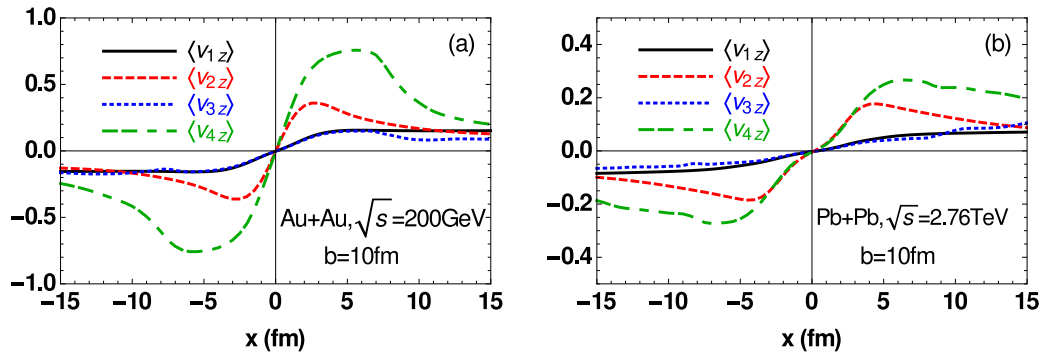 (a)
⟨v1 z⟩
⟨v2 z⟩
⟨v3 z⟩
⟨v4 z⟩
1.0
0.5
0.0
−0.5
−1.0
Au+Au,√s=200GeV
b=10fm
−15 −10 −5 0 5 10 15
x (fm)
(b)
⟨v1 z⟩
⟨v2 z⟩
⟨v3 z⟩
⟨v4 z⟩
0.4
0.2
0.0
−0.2
−0.4
Pb+Pb,√s=2.76TeV
b=10fm
−15 −10 −5 0 5 10 15
x (fm)